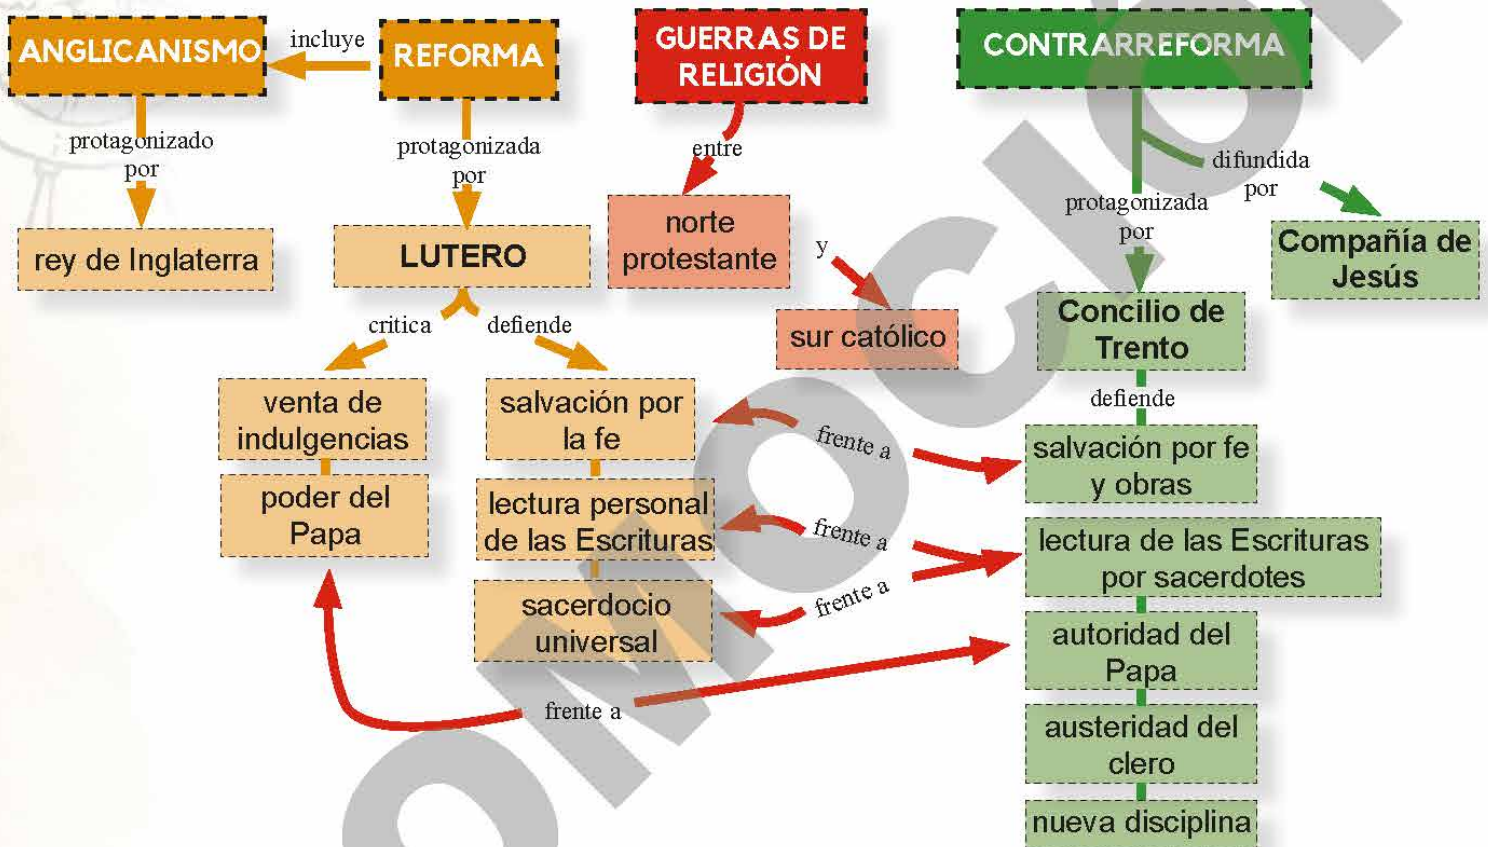 ANGLICANISMO
incluye
REFORMA
GUERRAS DE
RELIGIÓN
CONTRARREFORMA
protagonizado
por
rey de Inglaterra
protagonizada
por
LUTERO
critica
defiende
venta de
indulgencias
poder del
Papa
salvación por
la fe
lectura personal
de las Escrituras
sacerdocio
universal
entre
norte
protestante
y
sur católico
protagonizada
por
difundida
por
Compañía de
Jesús
Concilio de
Trento
defiende
salvación por fe
y obras
lectura de las Escrituras
por sacerdotes
autoridad del
Papa
austeridad del
clero
nueva disciplina
frente a
frente a
frente a
frente a
OMOCIÓN